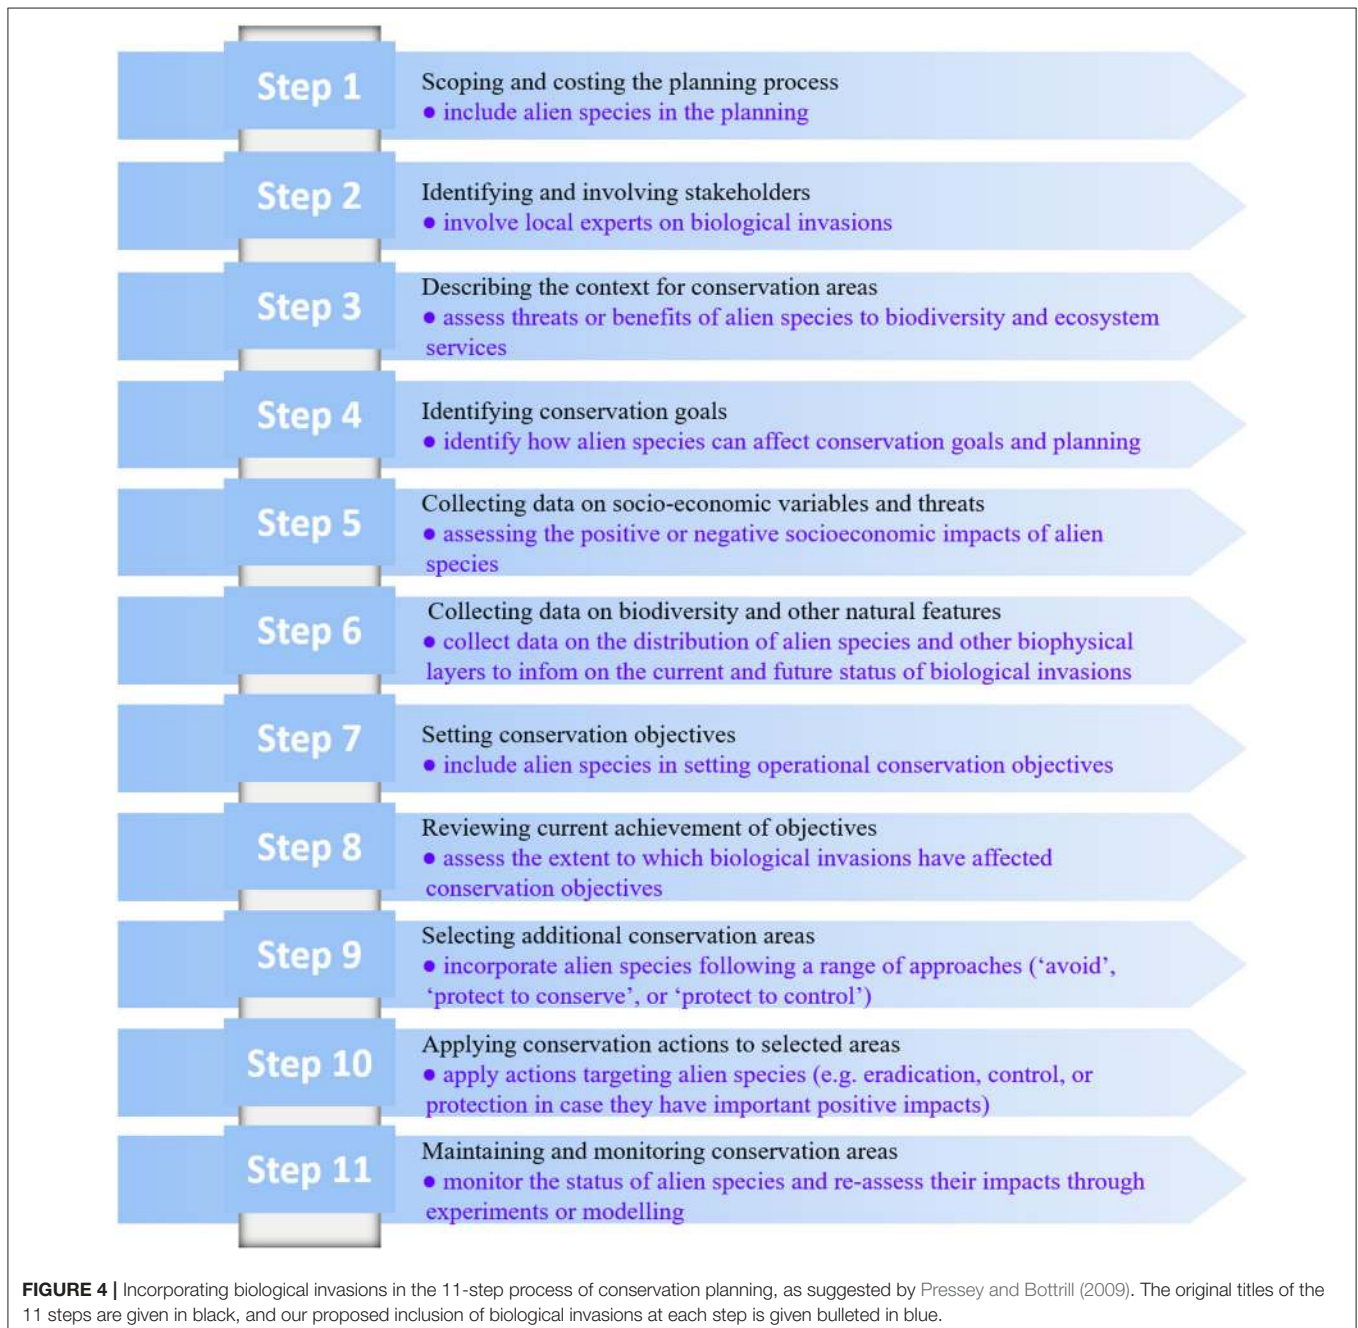 Step 1
Scoping and costing the planning process
● include alien species in the planning
Step 2
Identifying and involving stakeholders
● involve local experts on biological invasions
Step 3
Describing the context for conservation areas
● assess threats or benefits of alien species to biodiversity and ecosystem
services
Step 4
Identifying conservation goals
● identify how alien species can affect conservation goals and planning
Step 5
Collecting data on socio-economic variables and threats
● assessing the positive or negative socioeconomic impacts of alien
species
Step 6
Collecting data on biodiversity and other natural features
● collect data on the distribution of alien species and other biophysical
layers to infom on the current and future status of biological invasions
Step 7
Setting conservation objectives
● include alien species in setting operational conservation objectives
Step 8
Reviewing current achievement of objectives
● assess the extent to which biological invasions have affected
conservation objectives
Step 9
Selecting additional conservation areas
● incorporate alien species following a range of approaches (‘avoid’,
‘protect to conserve’, or ‘protect to control’)
Step 10
Applying conservation actions to selected areas
● apply actions targeting alien species (e.g. eradication, control, or
protection in case they have important positive impacts)
Step 11
Maintaining and monitoring conservation areas
● monitor the status of alien species and re-assess their impacts through
experiments or modelling
FIGURE 4 | Incorporating biological invasions in the 11-step process of conservation planning, as suggested by Pressey and Bottrill (2009). The original titles of the
11 steps are given in black, and our proposed inclusion of biological invasions at each step is given bulleted in blue.